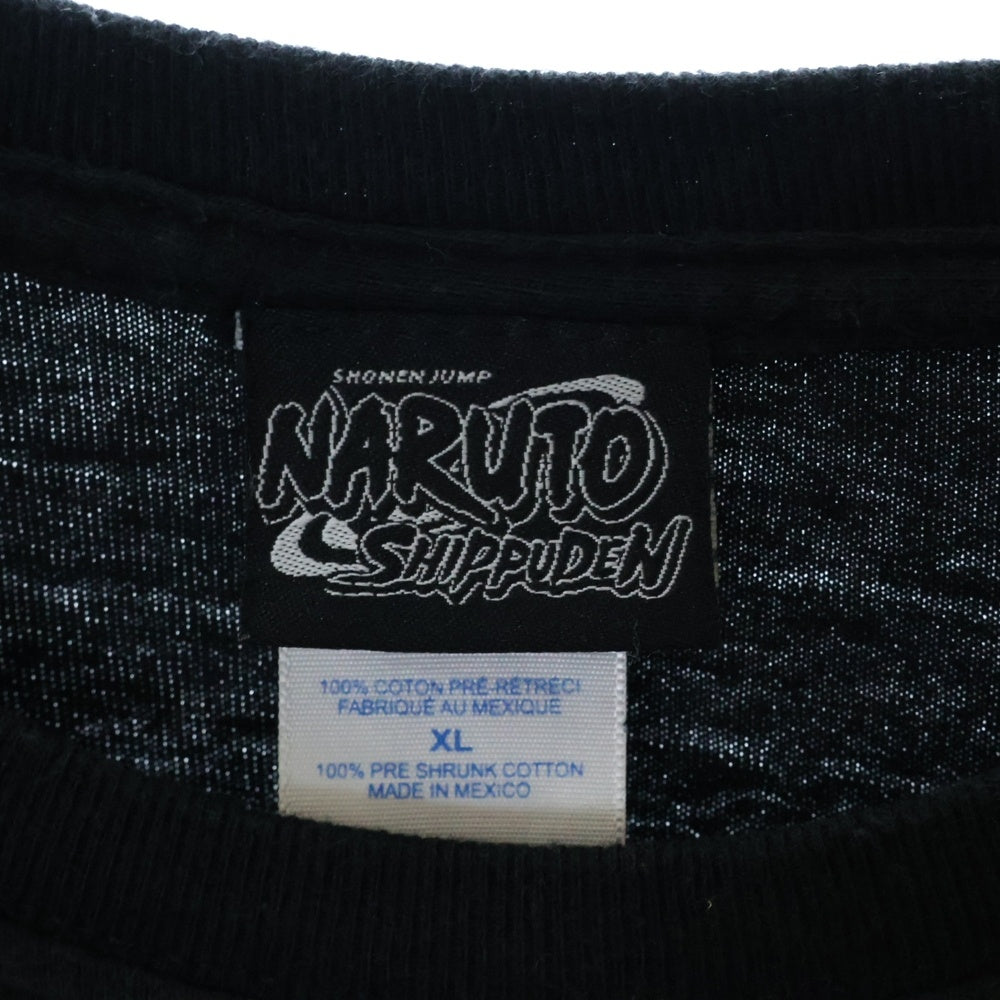 SHONEN JUMP
NARUTO
SHIPPUDEN
100% COTON PRÉ-RÉTRÉCI
FABRIQUÉ AU MEXIQUE
XL
100% PRE SHRUNK COTTON
MADE IN MEXICO